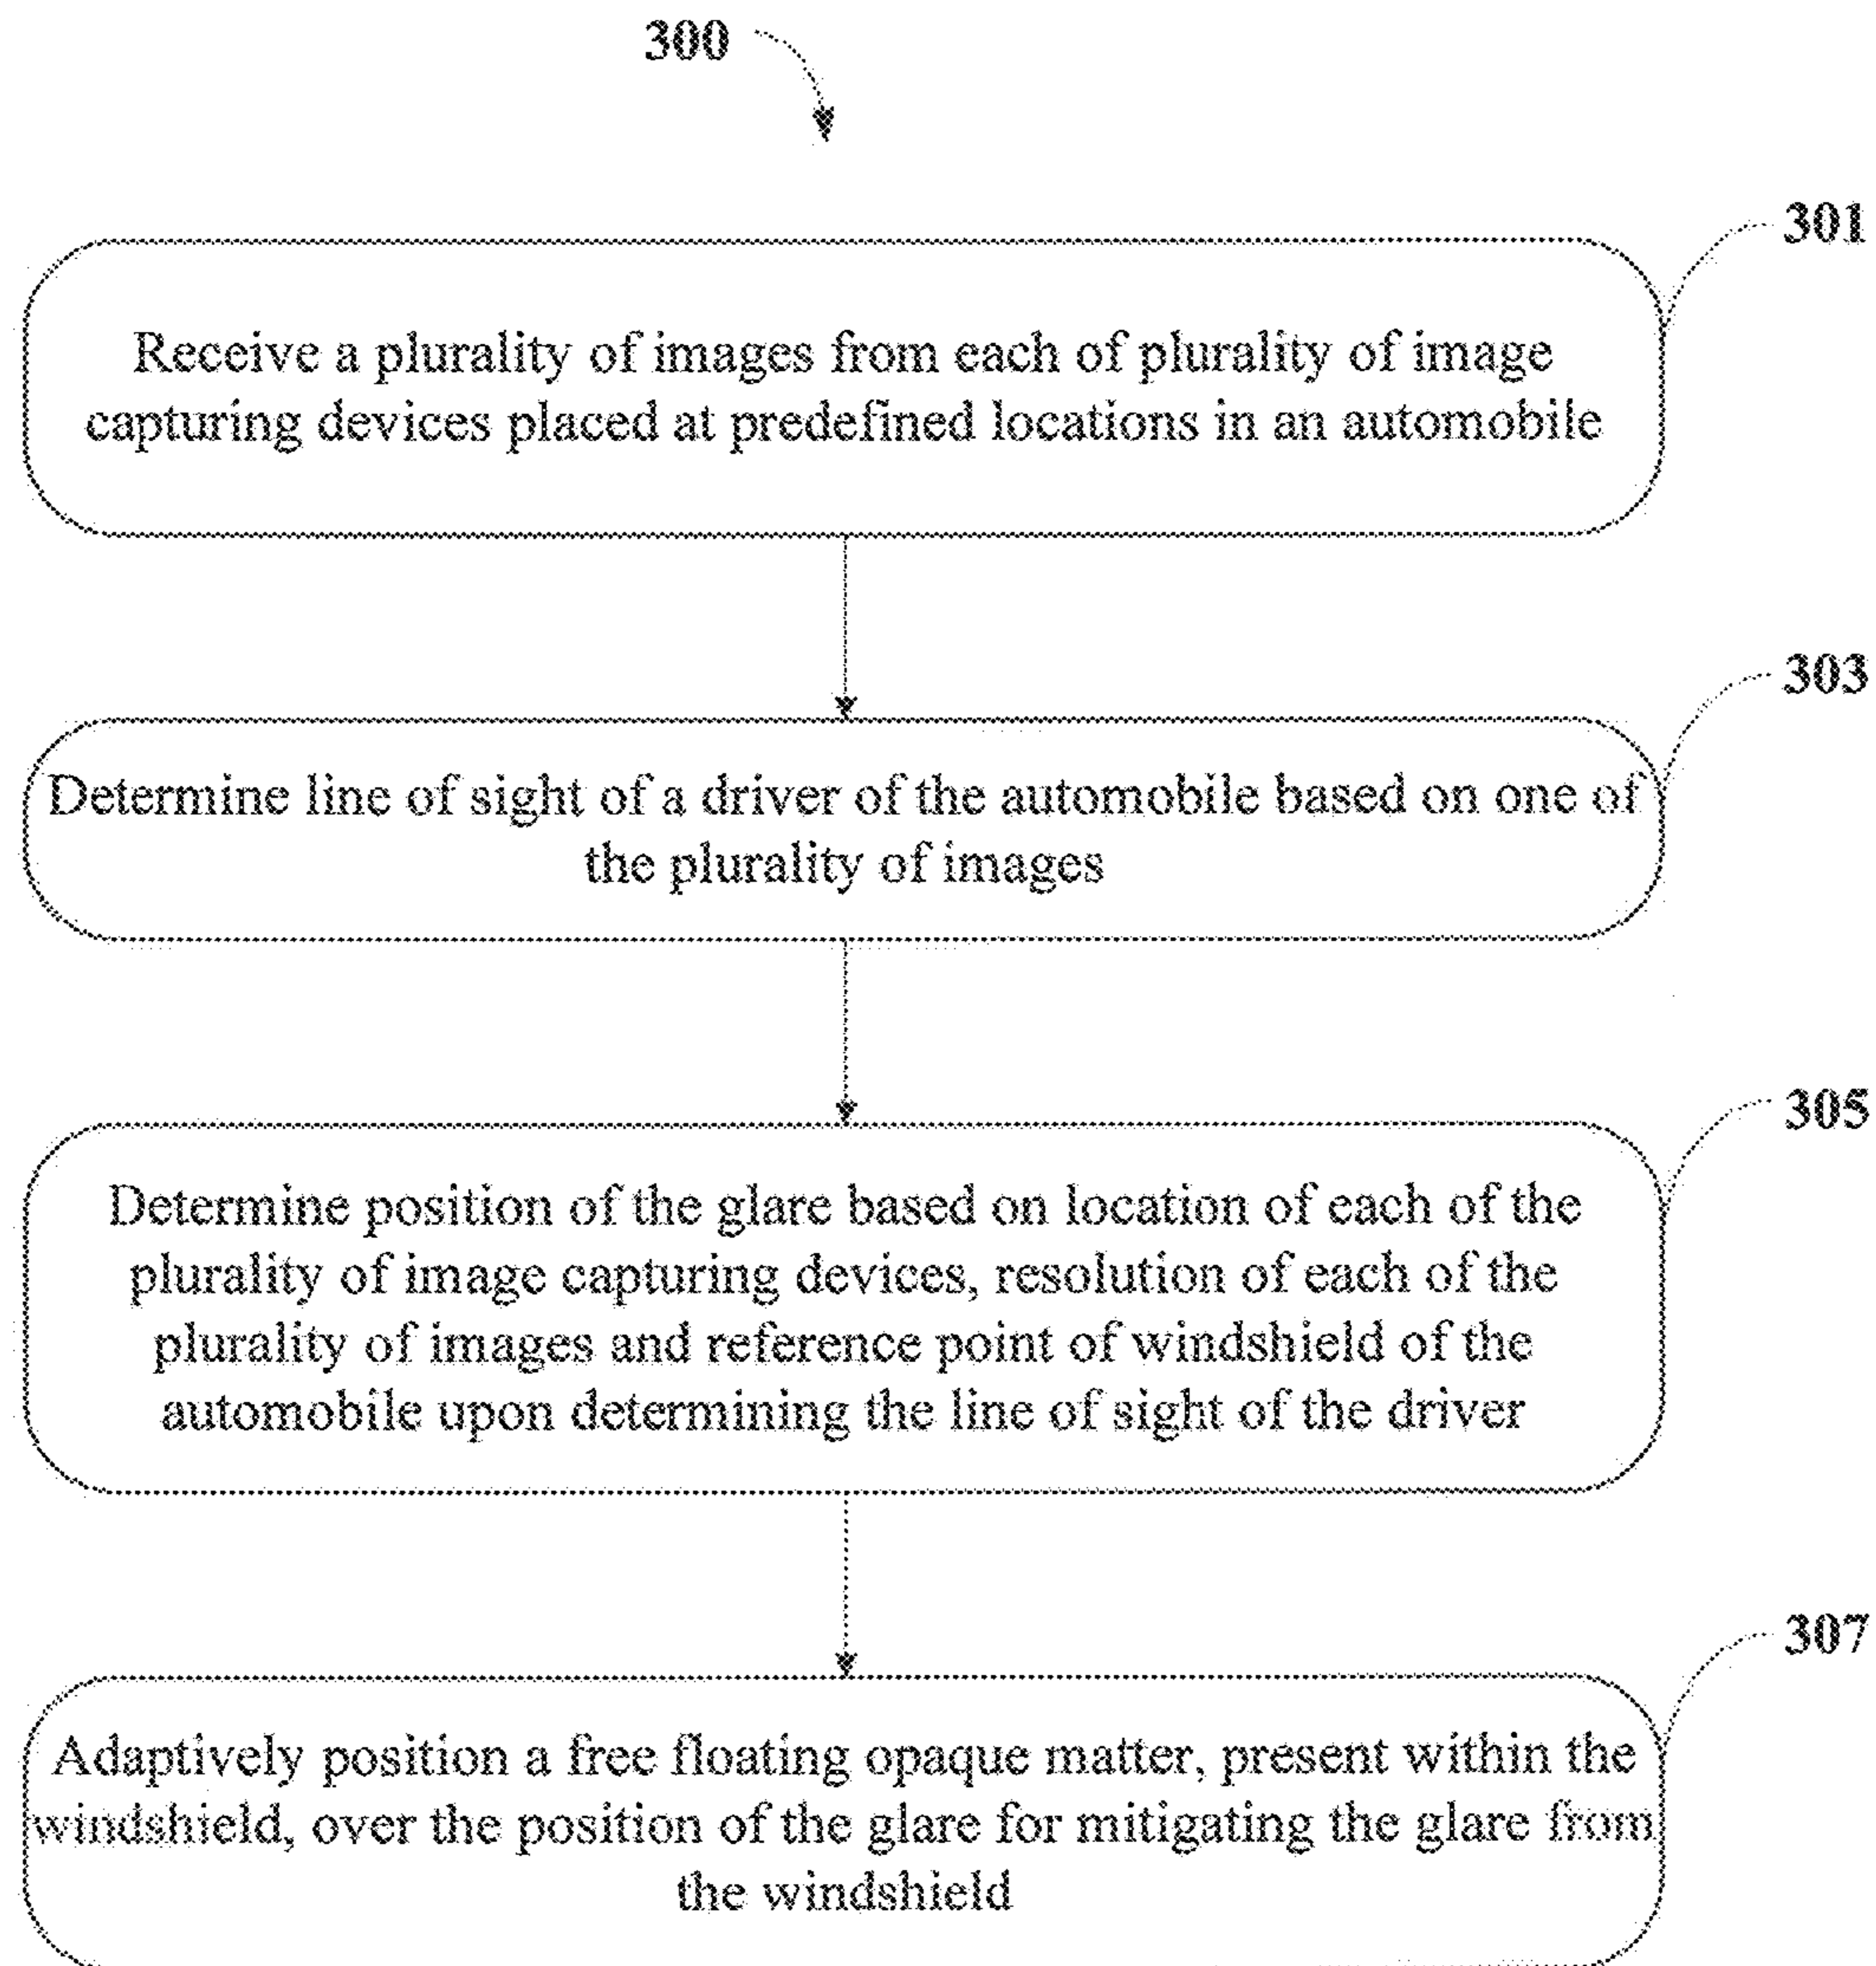 300
301
Receive a plurality of images from each of plurality of image
capturing devices placed at predefined locations in an automobile
303
Determine line of sight of a driver of the automobile based on one of
the plurality of images
305
Determine position of the glare based on location of each of the
plurality of image capturing devices, resolution of each of the
plurality of images and reference point of windshield of the
automobile upon determining the line of sight of the driver
307
Adaptively position a free floating opaque matter, present within the
windshield, over the position of the glare for mitigating the glare from
the windshield